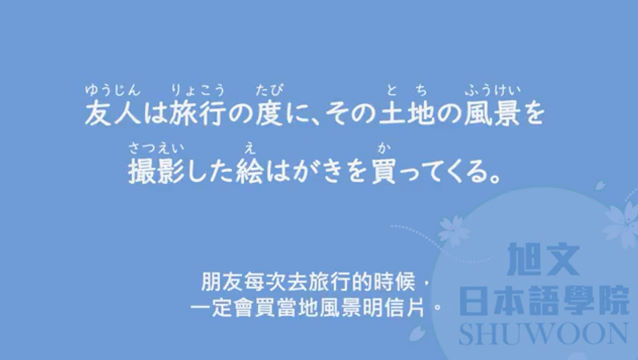 ゆうじん りょこう たび とち ふうけい
友人は旅行の度に、その土地の風景を
さつえい え か
撮影した絵はがきを買ってくる。
朋友每次去旅行的時候，
一定會買當地風景明信片。
旭文
日本語學院
SHUWOON